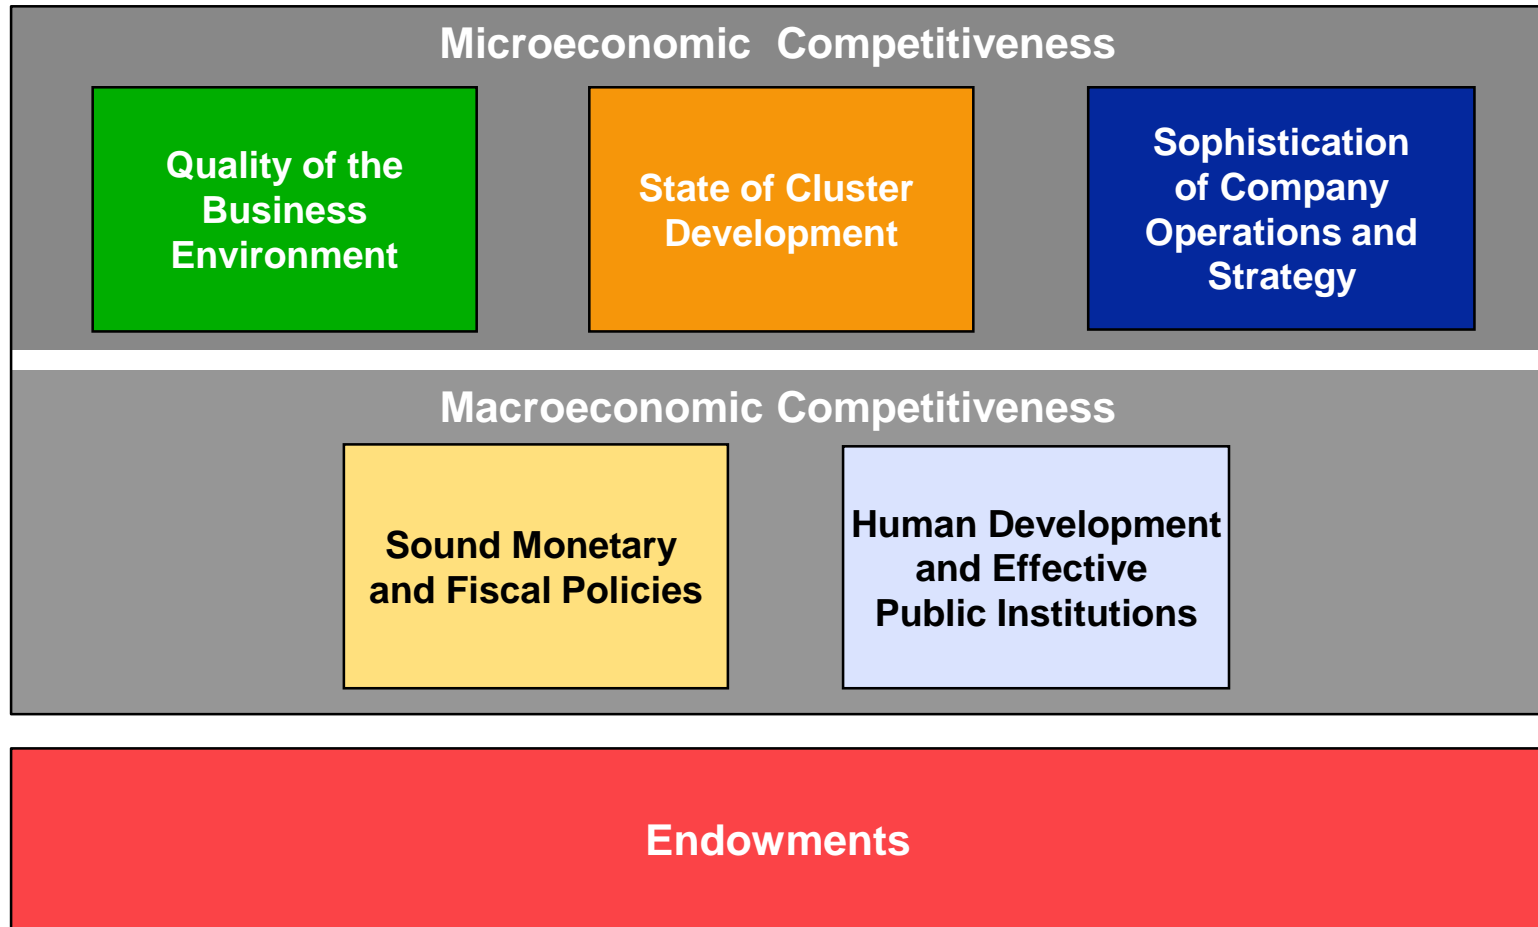 Microeconomic Competitiveness
Quality of the
Business
Environment
State of Cluster
Development
Sophistication
of Company
Operations and
Strategy
Macroeconomic Competitiveness
Sound Monetary
and Fiscal Policies
Human Development
and Effective
Public Institutions
Endowments